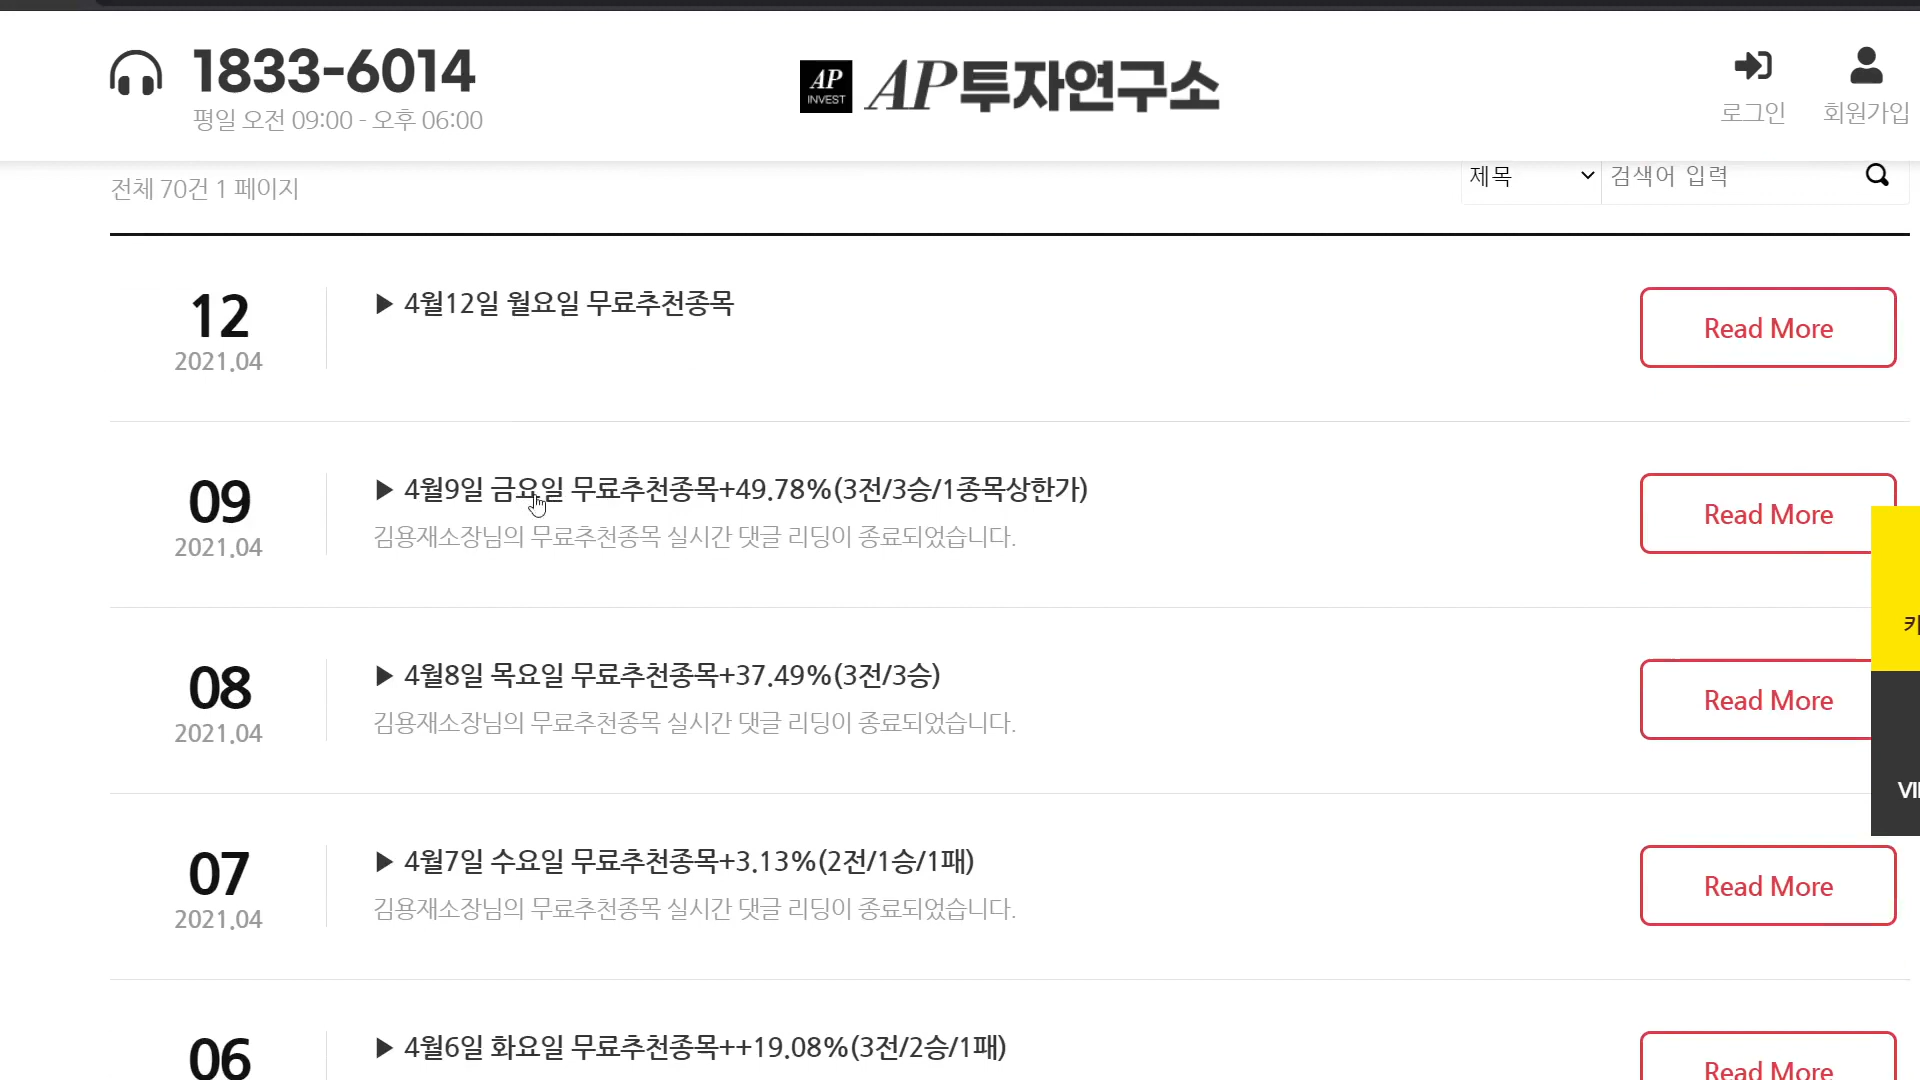 1833-6014
평일 오전 09:00 - 오후 06:00
AP
INVEST
AP투자연구소
로그인
회원가입
전체 70건 1 페이지
제목
검색어 입력
12
2021.04
▶ 4월12일 월요일 무료추천종목
Read More
09
2021.04
▶ 4월9일 금요일 무료추천종목+49.78%(3전/3승/1종목상한가)
김용재소장님의 무료추천종목 실시간 댓글 리딩이 종료되었습니다.
Read More
카
08
2021.04
▶ 4월8일 목요일 무료추천종목+37.49%(3전/3승)
김용재소장님의 무료추천종목 실시간 댓글 리딩이 종료되었습니다.
Read More
07
2021.04
▶ 4월7일 수요일 무료추천종목+3.13%(2전/1승/1패)
김용재소장님의 무료추천종목 실시간 댓글 리딩이 종료되었습니다.
Read More
06
▶ 4월6일 화요일 무료추천종목++19.08%(3전/2승/1패)
Read More